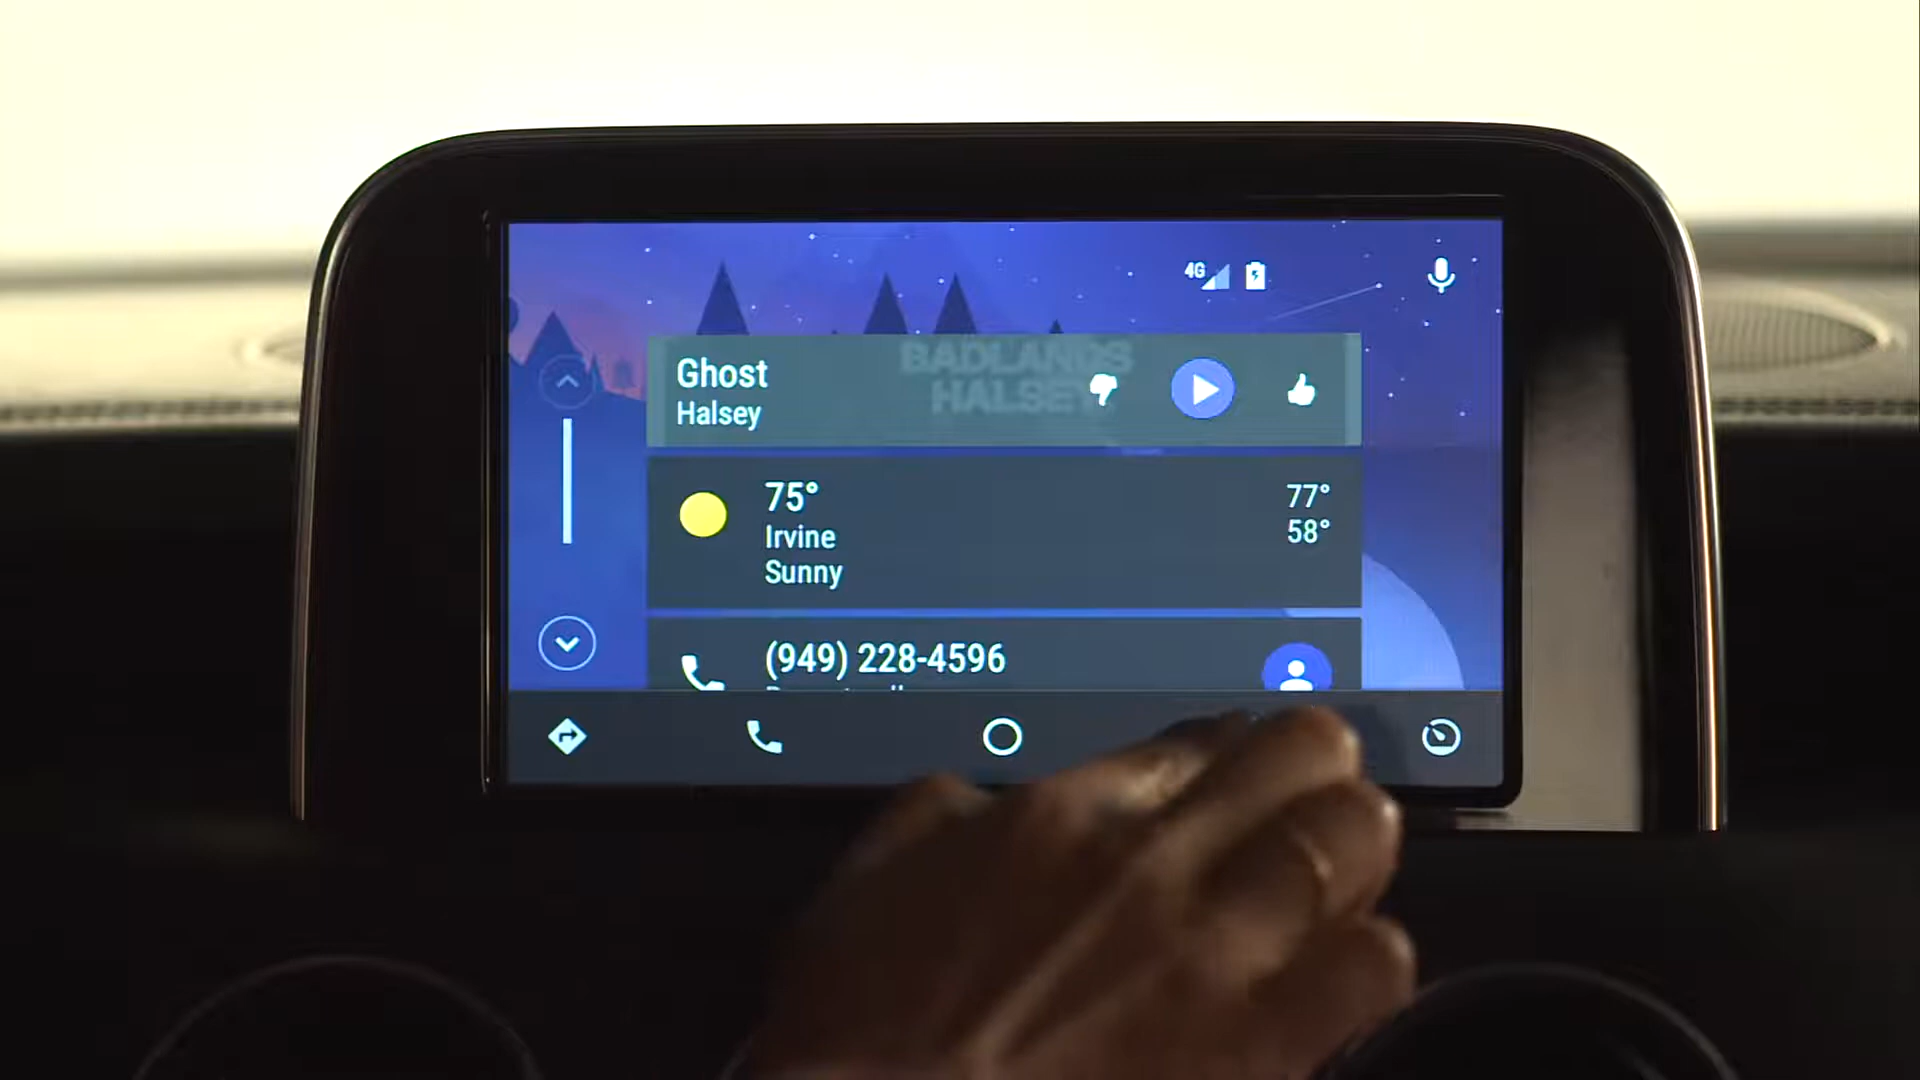 4G
BADLANDS
HALSEY
Ghost
Halsey
75°
77°
Irvine
58°
Sunny
(949) 228-4596